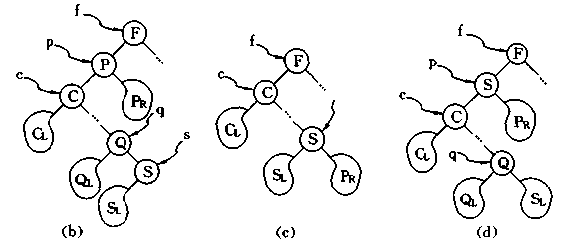 f F
p P
c C PR
CL Q q
QL S s
SL
(b)
f F
c C
CL S
SL PR
(c)
f F
p S
c C PR
CL q Q
QL SL
(d)